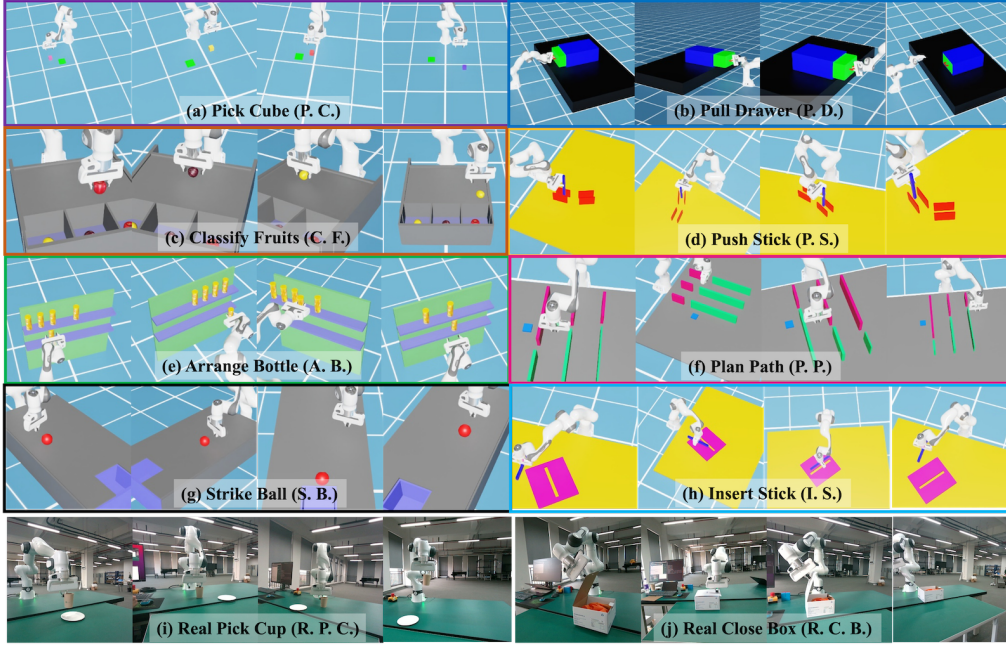 (a) Pick Cube (P. C.)
(b) Pull Drawer (P. D.)
(c) Classify Fruits (C. F.)
(d) Push Stick (P. S.)
(e) Arrange Bottle (A. B.)
(f) Plan Path (P. P.)
(g) Strike Ball (S. B.)
(h) Insert Stick (I. S.)
(i) Real Pick Cup (R. P. C.)
(j) Real Close Box (R. C. B.)